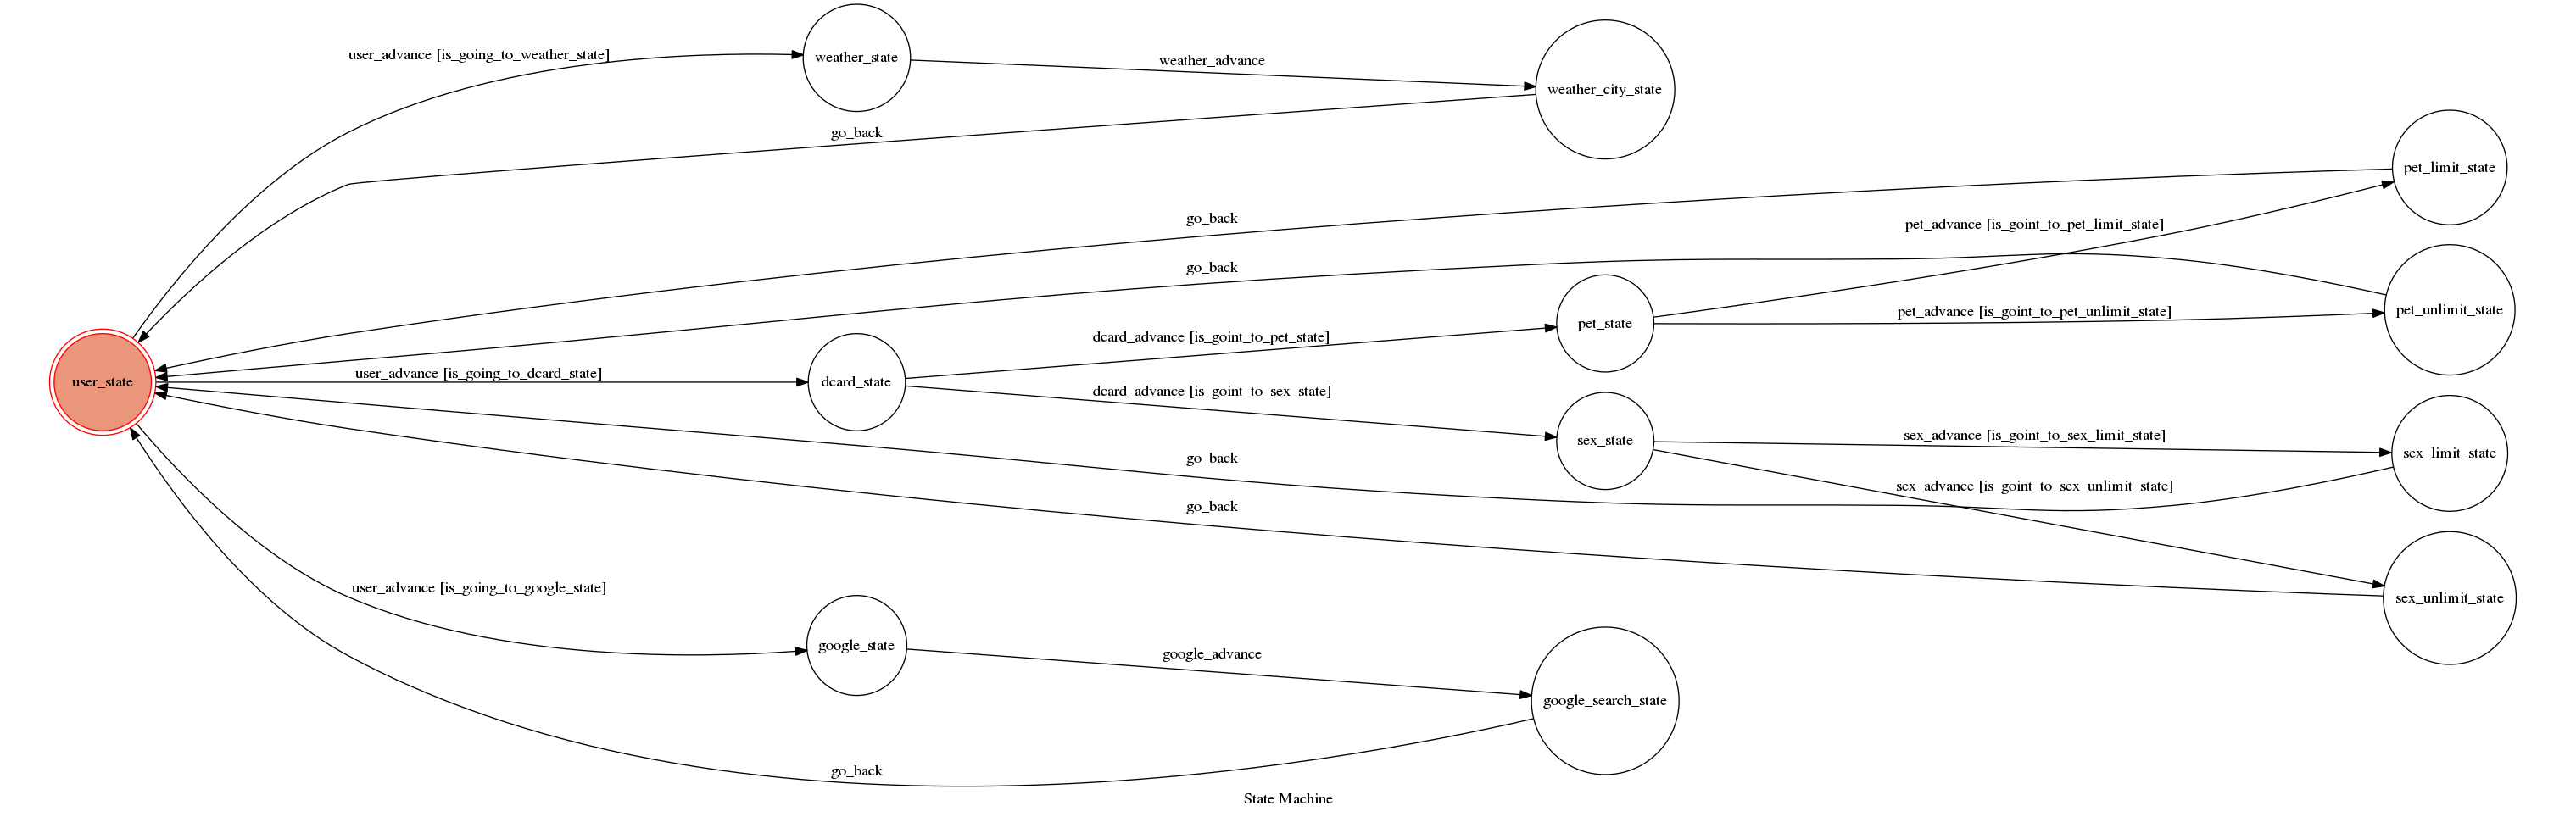 user_advance [is_going_to_weather_state]
weather_state
weather_advance
weather_city_state
go_back
pet_limit_state
go_back
pet_advance [is_goint_to_pet_limit_state]
go_back
pet_state
pet_advance [is_goint_to_pet_unlimit_state]
pet_unlimit_state
dcard_advance [is_goint_to_pet_state]
user_state
user_advance [is_going_to_dcard_state]
dcard_state
dcard_advance [is_goint_to_sex_state]
sex_state
sex_advance [is_goint_to_sex_limit_state]
sex_limit_state
go_back
sex_advance [is_goint_to_sex_unlimit_state]
go_back
sex_unlimit_state
user_advance [is_going_to_google_state]
google_state
google_advance
google_search_state
go_back
State Machine